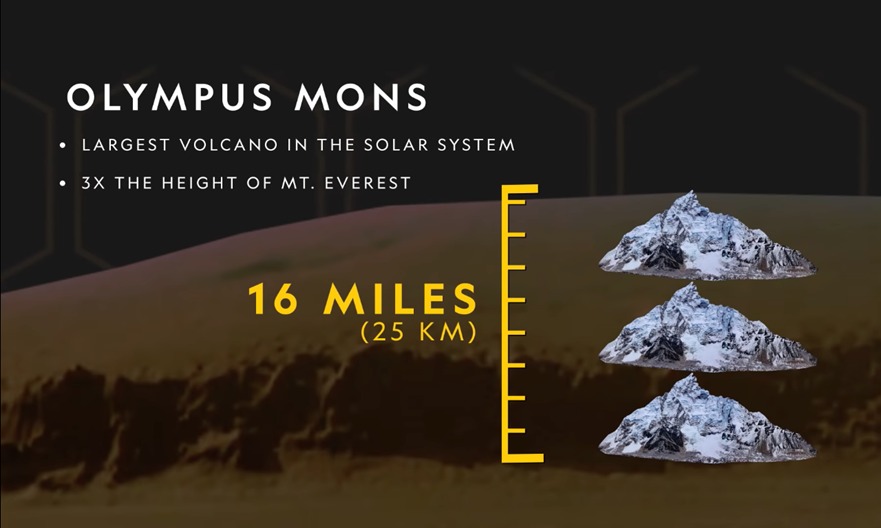 OLYMPUS MONS
• LARGEST VOLCANO IN THE SOLAR SYSTEM
• 3X THE HEIGHT OF MT. EVEREST
16 MILES
(25 KM)